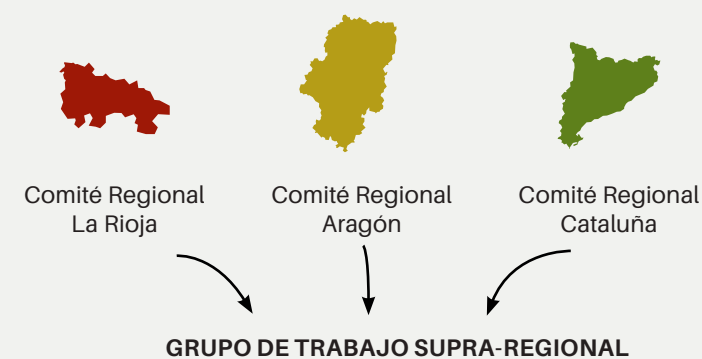 Comité Regional
La Rioja
Comité Regional
Aragón
Comité Regional
Cataluña
GRUPO DE TRABAJO SUPRA-REGIONAL